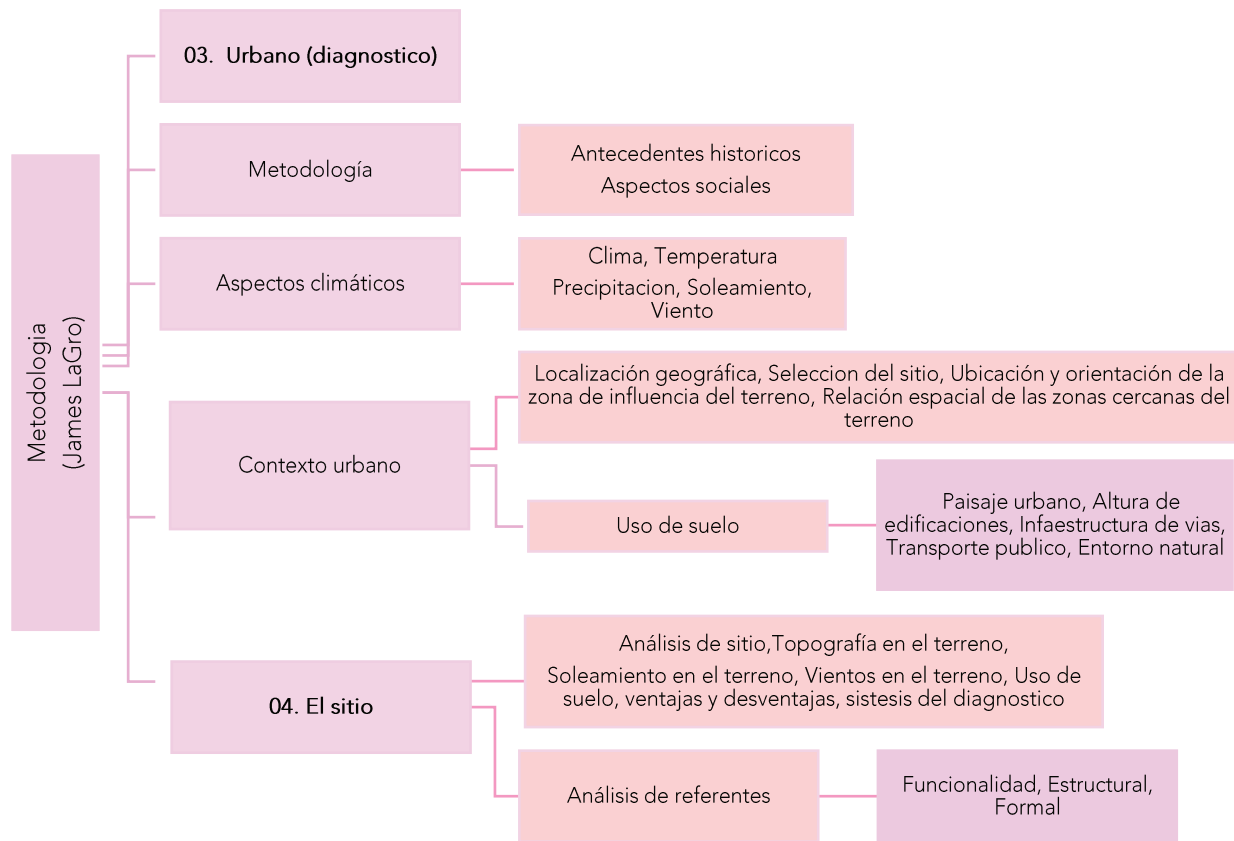 Metodologia
(James LaGro)
03.  Urbano (diagnostico)
Metodología
Antecedentes historicos
Aspectos sociales
Aspectos climáticos
Clima, Temperatura
Precipitacion, Soleamiento,
Viento
Contexto urbano
Localización geográfica, Seleccion del sitio, Ubicación y orientación de la
zona de influencia del terreno, Relación espacial de las zonas cercanas del
terreno
Uso de suelo
Paisaje urbano, Altura de
edificaciones, Infaestructura de vias,
Transporte publico, Entorno natural
04. El sitio
Análisis de sitio,Topografía en el terreno,
Soleamiento en el terreno, Vientos en el terreno, Uso de
suelo, ventajas y desventajas, sistesis del diagnostico
Análisis de referentes
Funcionalidad, Estructural,
Formal